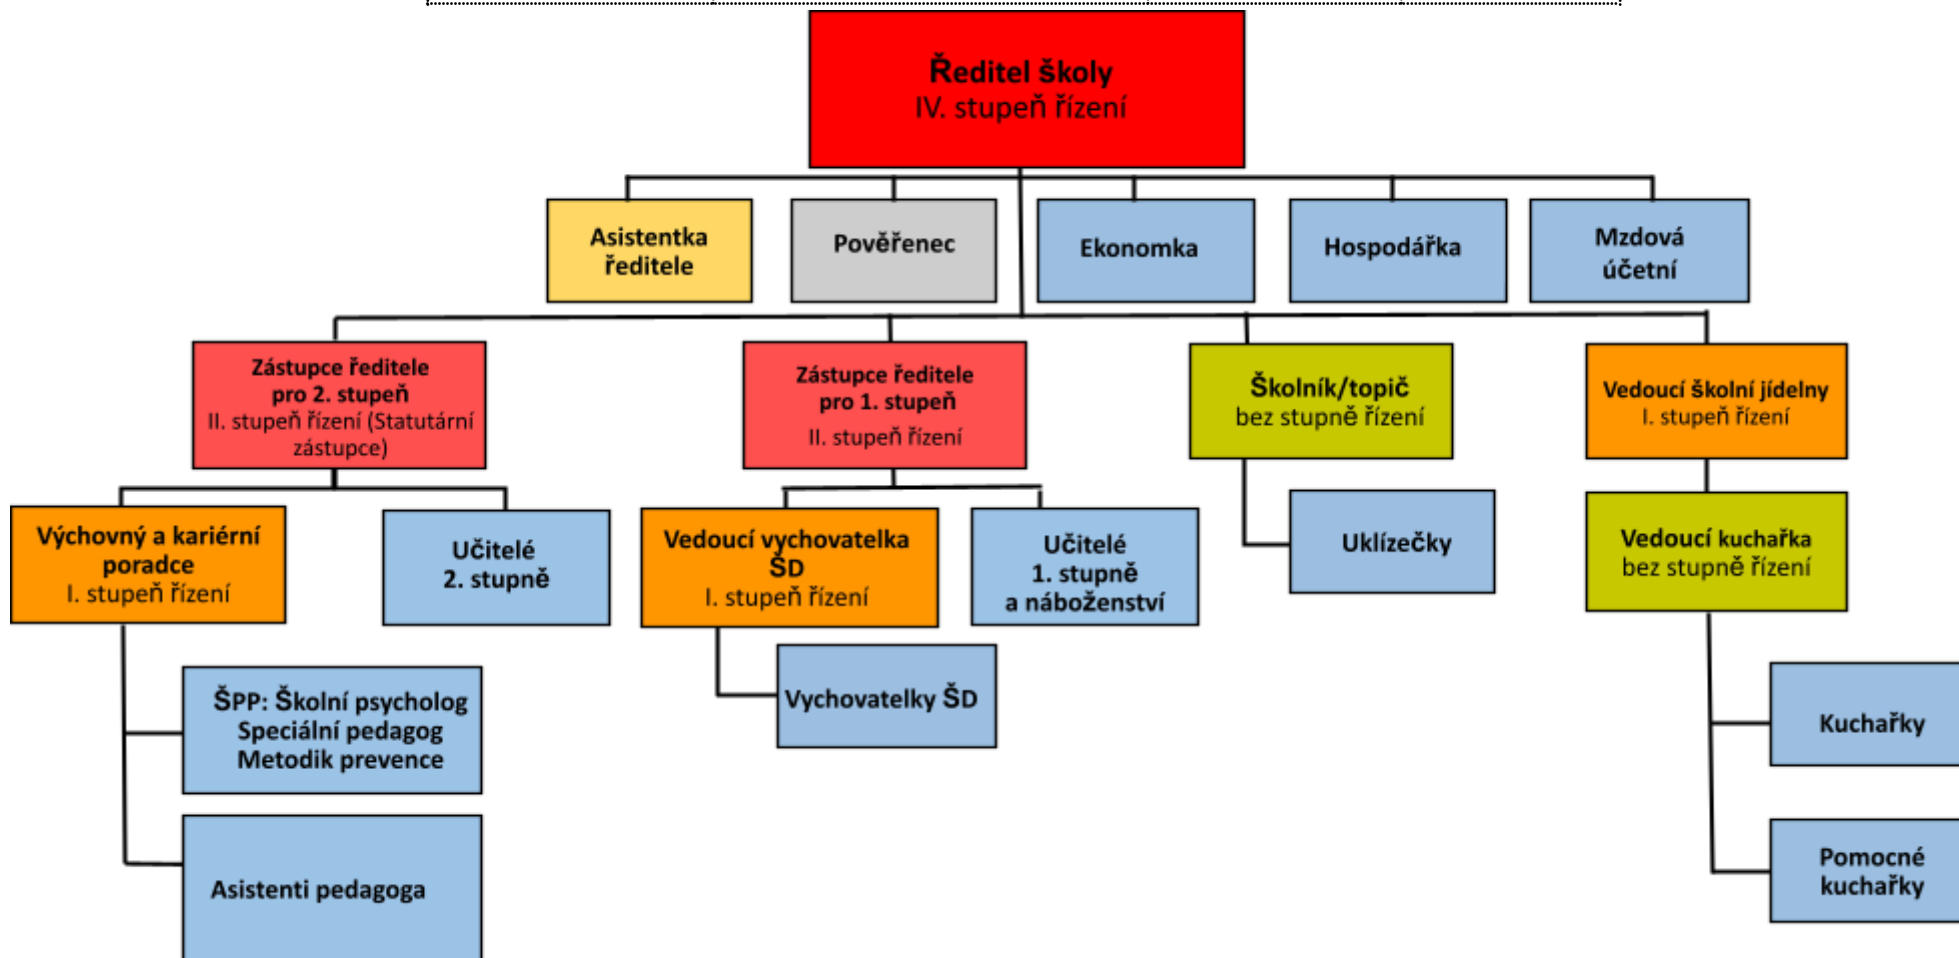 Ředitel školy
IV. stupeň řízení
Asistentka
ředitele
Pověřenec
Ekonomka
Hospodářka
Mzdová
účetní
Zástupce ředitele
pro 2. stupeň
II. stupeň řízení (Statutární
zástupce)
Zástupce ředitele
pro 1. stupeň
II. stupeň řízení
Školník/topič
bez stupně řízení
Vedoucí školní jídelny
I. stupeň řízení
Výchovný a kariérní
poradce
I. stupeň řízení
Učitelé
2. stupně
Vedoucí vychovatelka
ŠD
I. stupeň řízení
Učitelé
1. stupně
a náboženství
Uklízečky
Vedoucí kuchařka
bez stupně řízení
ŠPP: Školní psycholog
Speciální pedagog
Metodik prevence
Vychovatelky ŠD
Kuchařky
Asistenti pedagoga
Pomocné
kuchařky